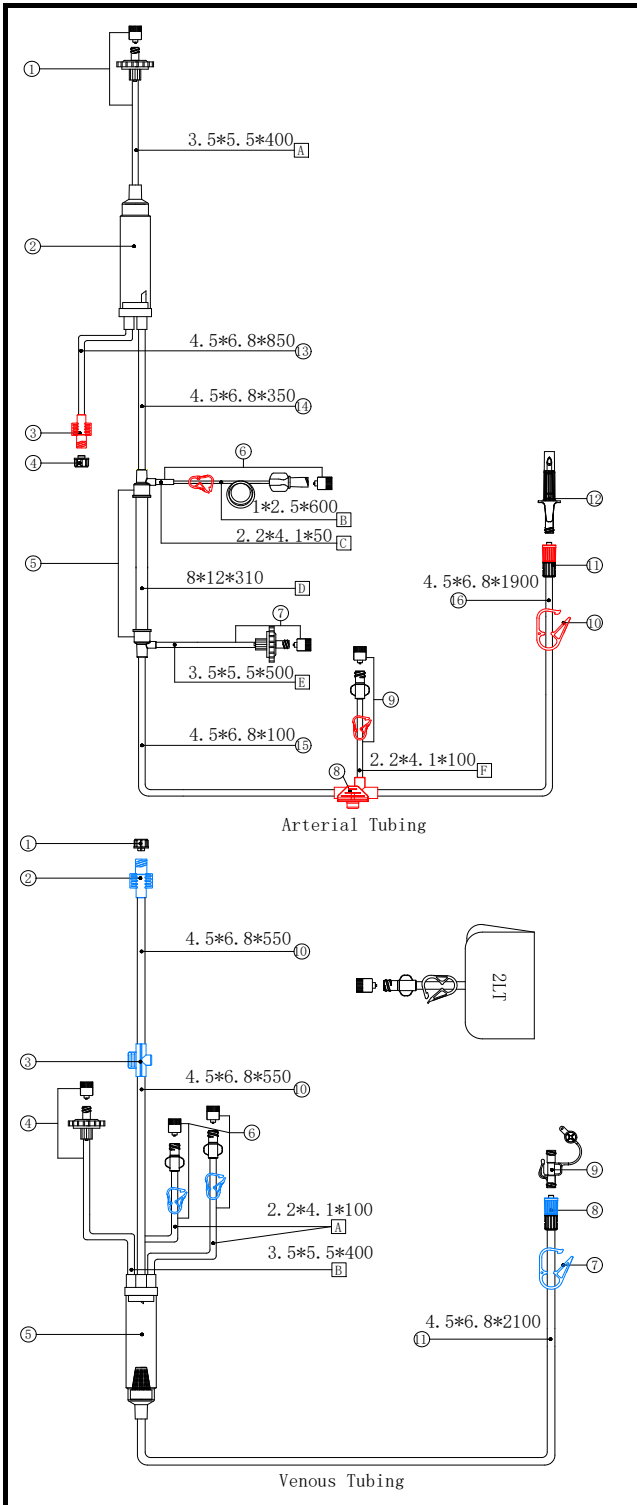 ①
3.5*5.5*400 A
②
4.5*6.8*850 ⑬
4.5*6.8*350 ⑭
③
④
⑥
1*2.5*600 B
2.2*4.1*50 C
⑤
8*12*310 D
⑦
3.5*5.5*500 E
4.5*6.8*100 ⑮
⑨
2.2*4.1*100 F
⑧
⑫
⑪
4.5*6.8*1900
⑯
⑩
Arterial Tubing
①
②
4.5*6.8*550 ⑩
2LT
③
4.5*6.8*550 ⑩
④
⑥
2.2*4.1*100
A
3.5*5.5*400
B
⑤
⑨
⑧
⑦
4.5*6.8*2100
⑪
Venous Tubing